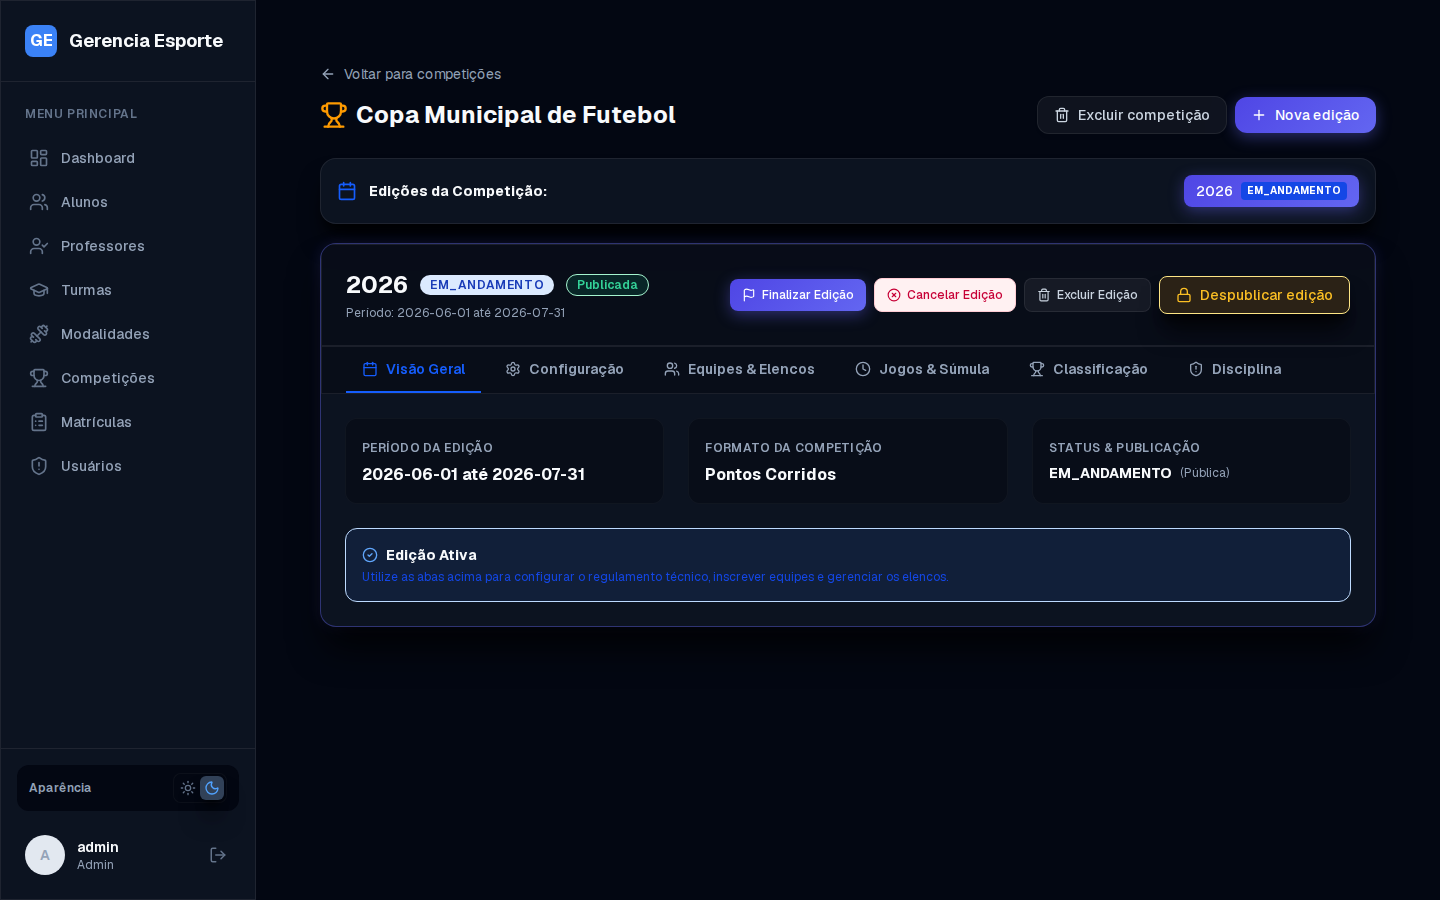 GE Gerencia Esporte
MENU PRINCIPAL
Dashboard
Alunos
Professores
Turmas
Modalidades
Competições
Matrículas
Usuários
Aparência
A
admin
Admin
Voltar para competições
Copa Municipal de Futebol
Excluir competição
Nova edição
Edições da Competição:
2026 EM_ANDAMENTO
2026 EM_ANDAMENTO Publicada
Período: 2026-06-01 até 2026-07-31
Finalizar Edição
Cancelar Edição
Excluir Edição
Despublicar edição
Visão Geral
Configuração
Equipes & Elencos
Jogos & Súmula
Classificação
Disciplina
PERÍODO DA EDIÇÃO
2026-06-01 até 2026-07-31
FORMATO DA COMPETIÇÃO
Pontos Corridos
STATUS & PUBLICAÇÃO
EM_ANDAMENTO (Pública)
Edição Ativa
Utilize as abas acima para configurar o regulamento técnico, inscrever equipes e gerenciar os elencos.